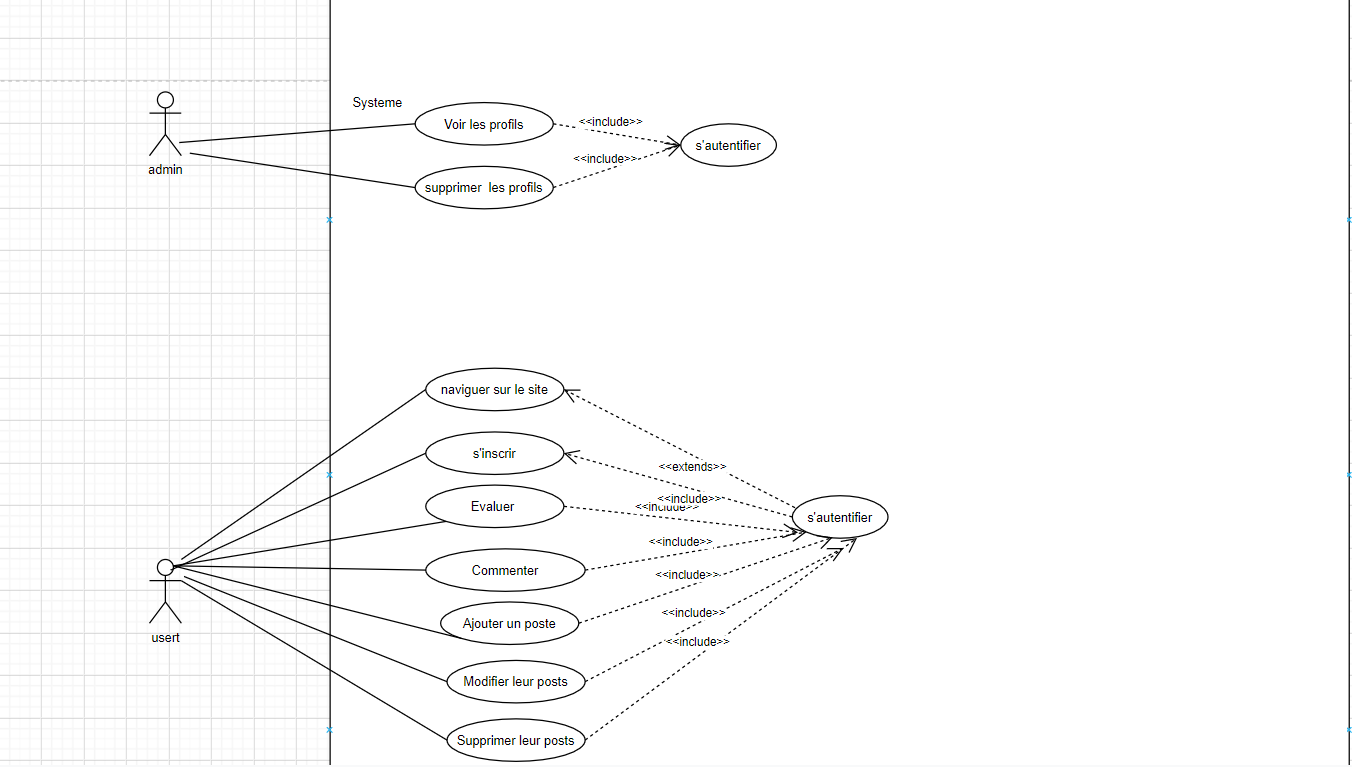 Systeme
Voir les profils
<<include>>
s'autentifier
<<include>>
admin
supprimer  les profils
naviguer sur le site
s'inscrir
<<extends>>
<<include>>
Evaluer
<<include>>
s'autentifier
<<include>>
Commenter
<<include>>
Ajouter un poste
<<include>>
usert
<<include>>
Modifier leur posts
Supprimer leur posts